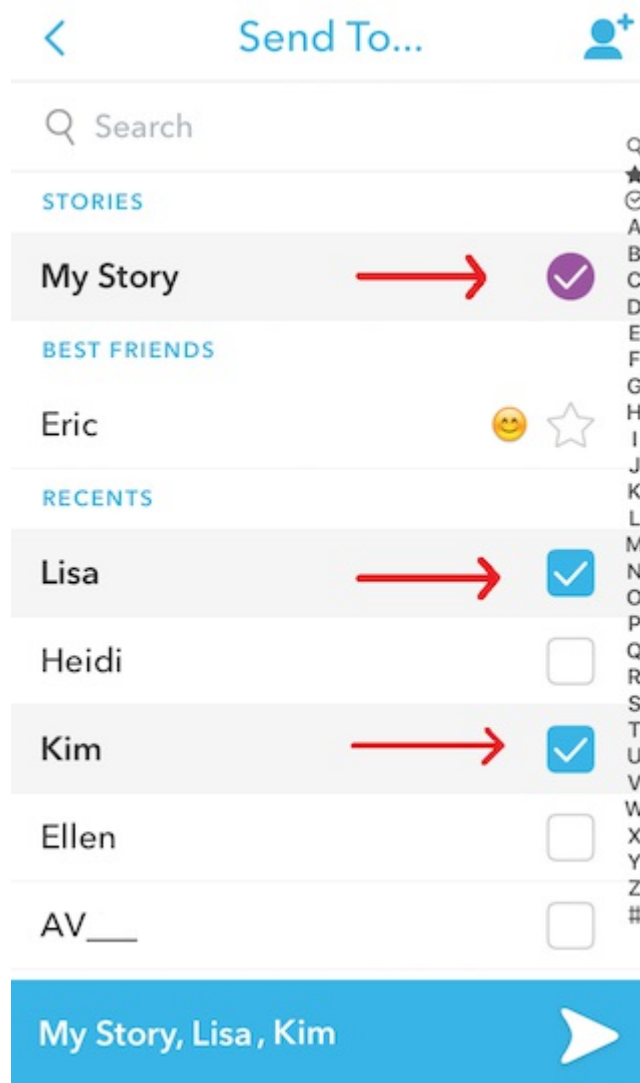 Send To...
Search
STORIES
My Story
BEST FRIENDS
Eric
RECENTS
Lisa
Heidi
Kim
Ellen
AV___
My Story, Lisa, Kim
A
B
C
D
E
F
G
H
I
J
K
L
M
N
O
P
Q
R
S
T
U
V
W
X
Y
Z
#